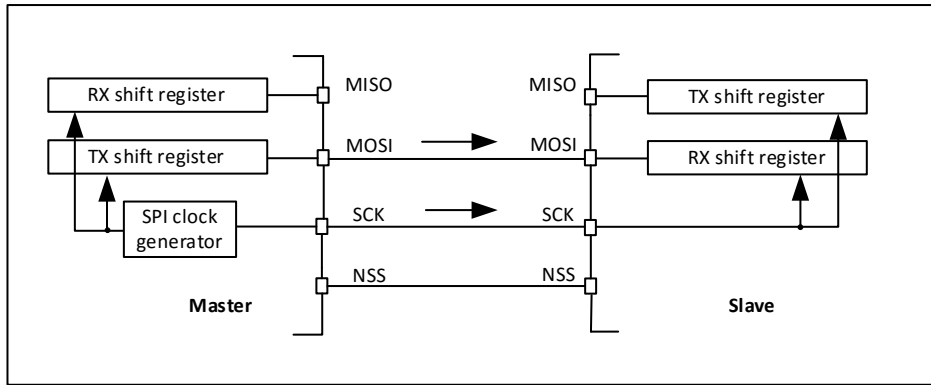 RX shift register
MISO
MISO
TX shift register
TX shift register
MOSI
MOSI
RX shift register
SPI clock
generator
SCK
SCK
NSS
NSS
Master
Slave